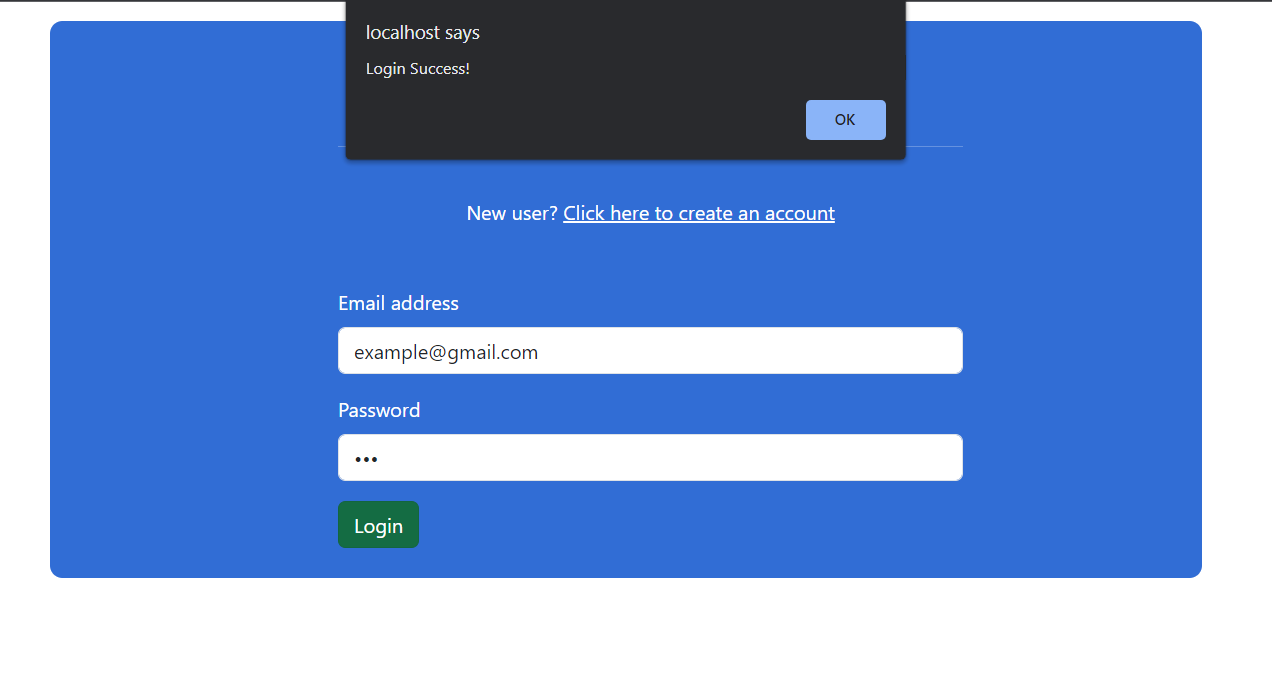 localhost says
Login Success!
OK
New user? Click here to create an account
Email address
example@gmail.com
Password
•••
Login